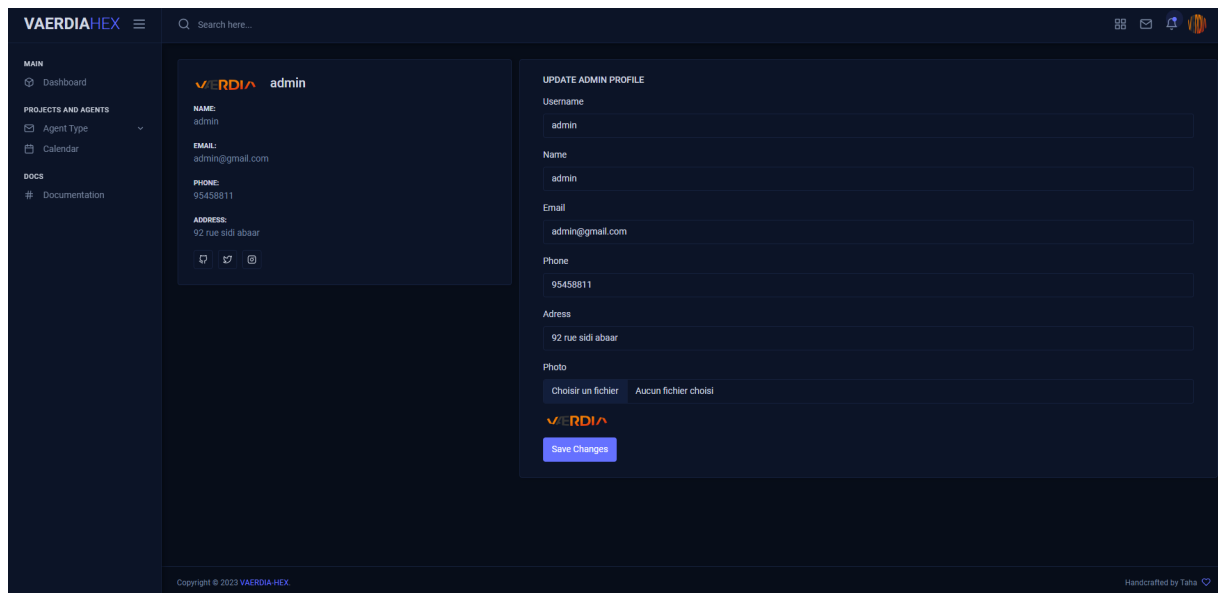 VAERDIAHEX
Search here...
MAIN
Dashboard
PROJECTS AND AGENTS
Agent Type
Calendar
DOCS
# Documentation
VAERDIA admin
NAME:
admin
EMAIL:
admin@gmail.com
PHONE:
95458811
ADDRESS:
92 rue sidi abaar
UPDATE ADMIN PROFILE
Username
admin
Name
admin
Email
admin@gmail.com
Phone
95458811
Adress
92 rue sidi abaar
Photo
Choisir un fichier Aucun fichier choisi
VAERDIA
Save Changes
Copyright © 2023 VAERDIA-HEX.
Handcrafted by Taha